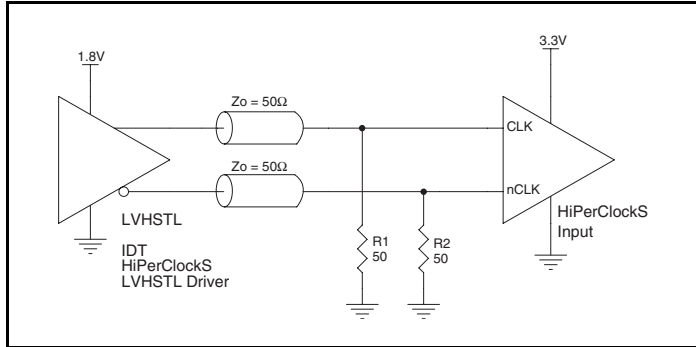 1.8V
3.3V
Zo = 50Ω
CLK
Zo = 50Ω
nCLK
LVHSTL
HiPerClockS
Input
IDT
HiPerClockS
LVHSTL Driver
R1
50
R2
50